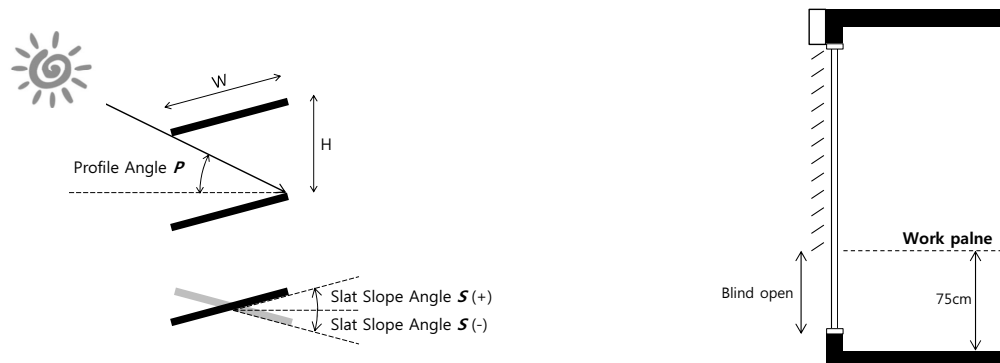 W
H
Profile Angle P
Slat Slope Angle S (+)
Slat Slope Angle S (-)
Work palne
Blind open
75cm